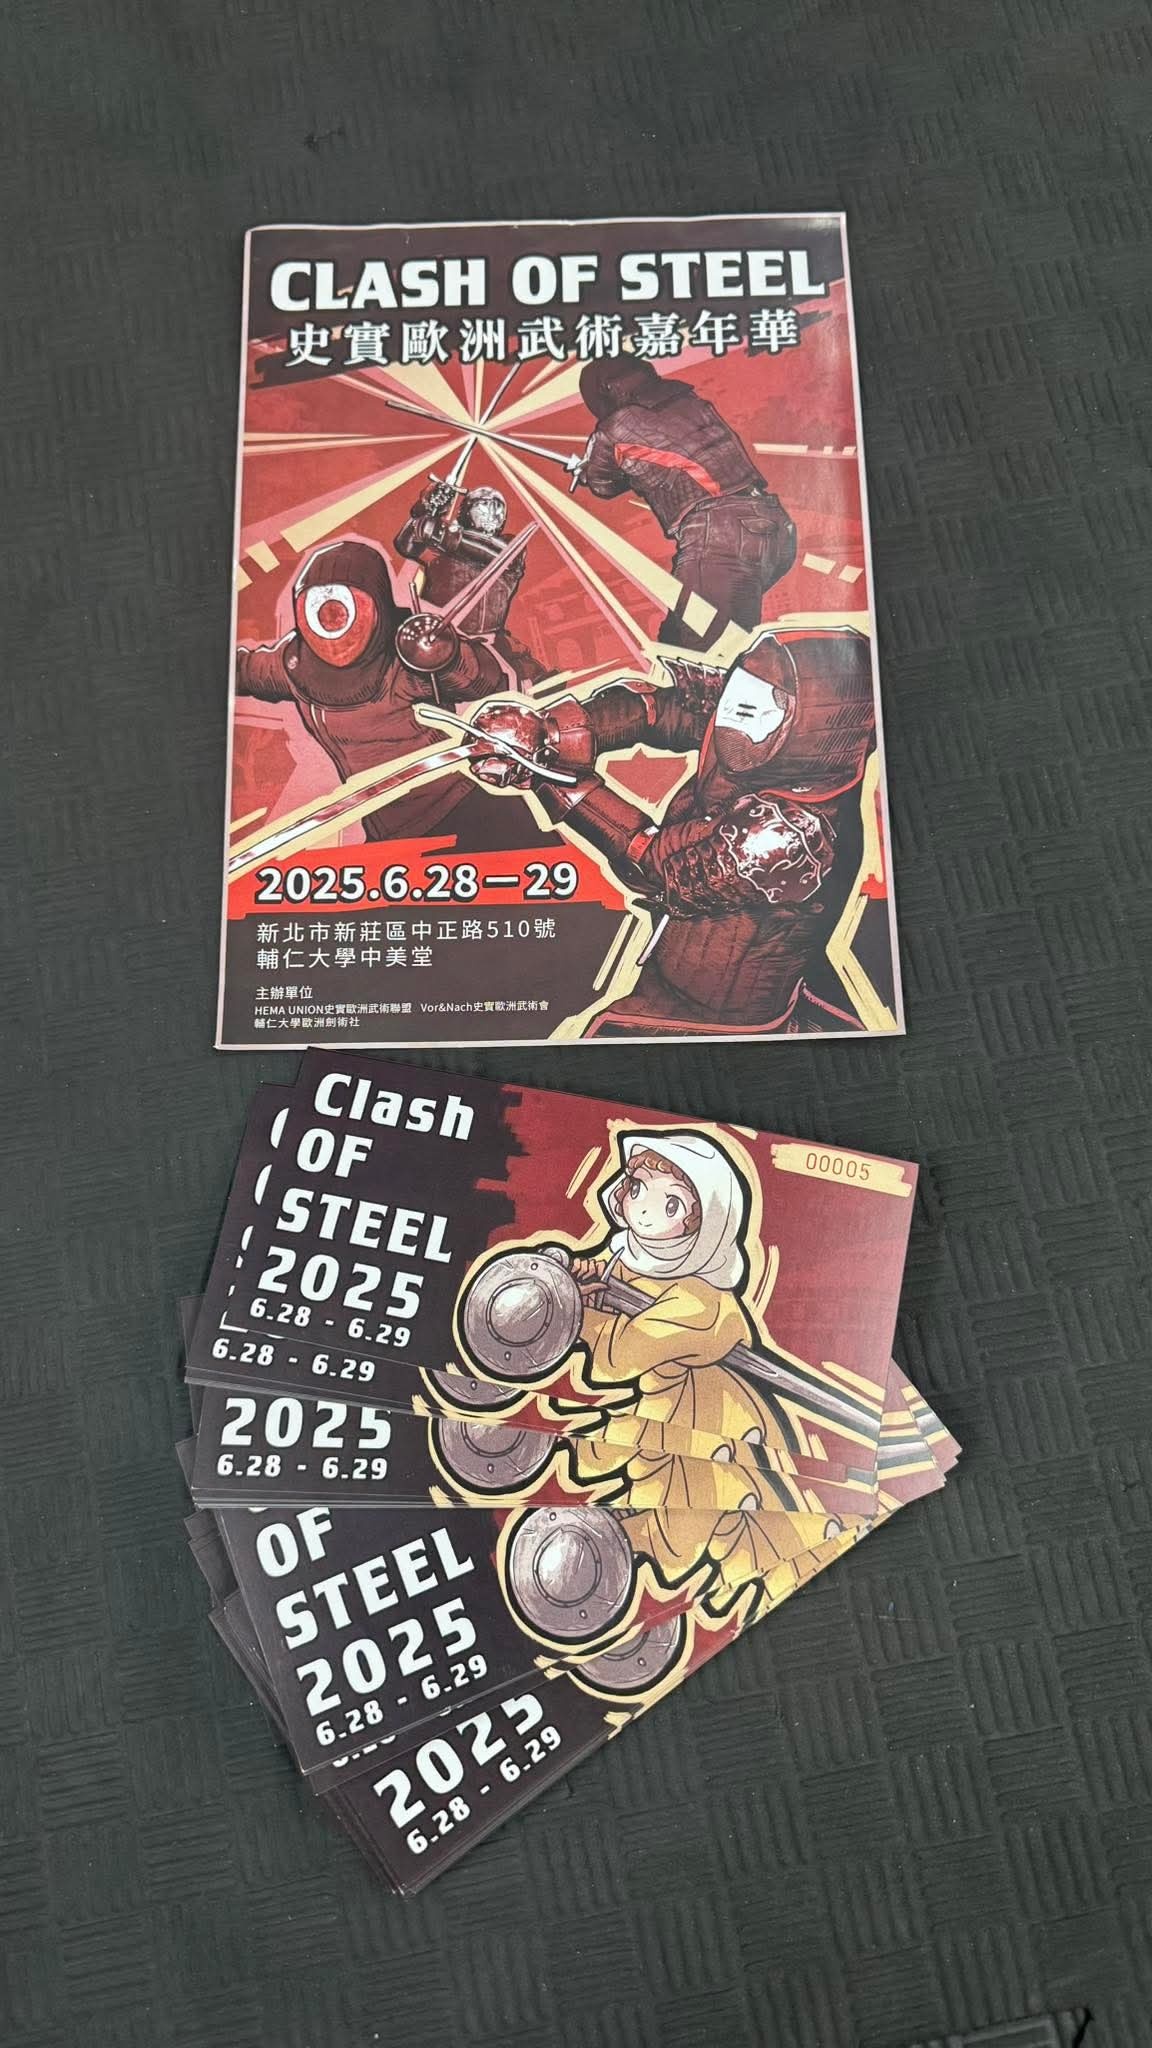 CLASH OF STEEL
史實歐洲武術嘉年華
2025.6.28－29
新北市新莊區中正路510號
輔仁大學中美堂
主辦單位
HEMA UNION史實歐洲武術聯盟 Vor&Nach史實歐洲武術會
輔仁大學歐洲劍術社
Clash
OF
STEEL
2025
6.28 - 6.29
00005
6.28 - 6.29
2025
6.28 - 6.29
OF
STEEL
2025
6.28 - 6.29
2025
6.28 - 6.29